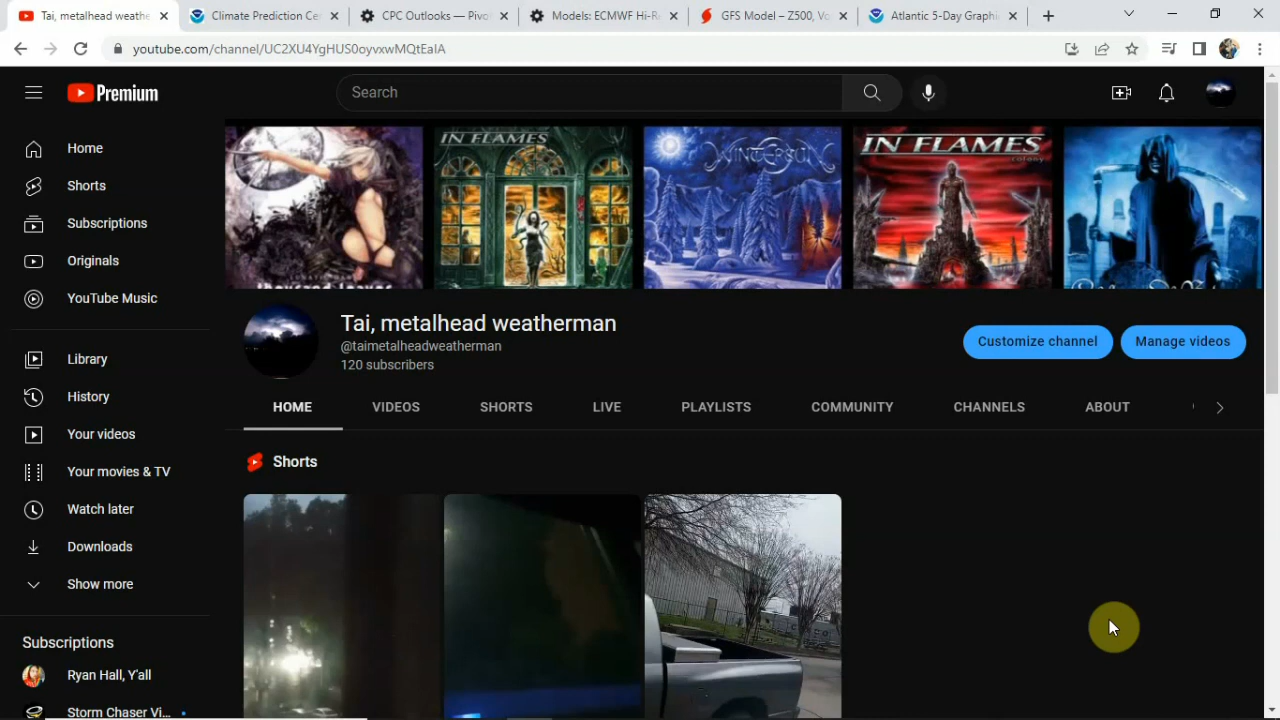 Tai, metalhead weathe
Climate Prediction Ce
CPC Outlooks — Pivo
Models: ECMWF Hi-R
GFS Model – Z500, Vo
Atlantic 5-Day Graphi
youtube.com/channel/UC2XU4YgHUS0oyvxwMQtEaIA
Premium
Search
Home
Shorts
Subscriptions
Originals
YouTube Music
Library
History
Your videos
Your movies & TV
Watch later
Downloads
Show more
Subscriptions
Ryan Hall, Y'all
Storm Chaser Vi...
IN FLAMES
WINTERSUN
IN FLAMES
colony
Tai, metalhead weatherman
@taimetalheadweatherman
120 subscribers
Customize channel
Manage videos
HOME
VIDEOS
SHORTS
LIVE
PLAYLISTS
COMMUNITY
CHANNELS
ABOUT
Shorts